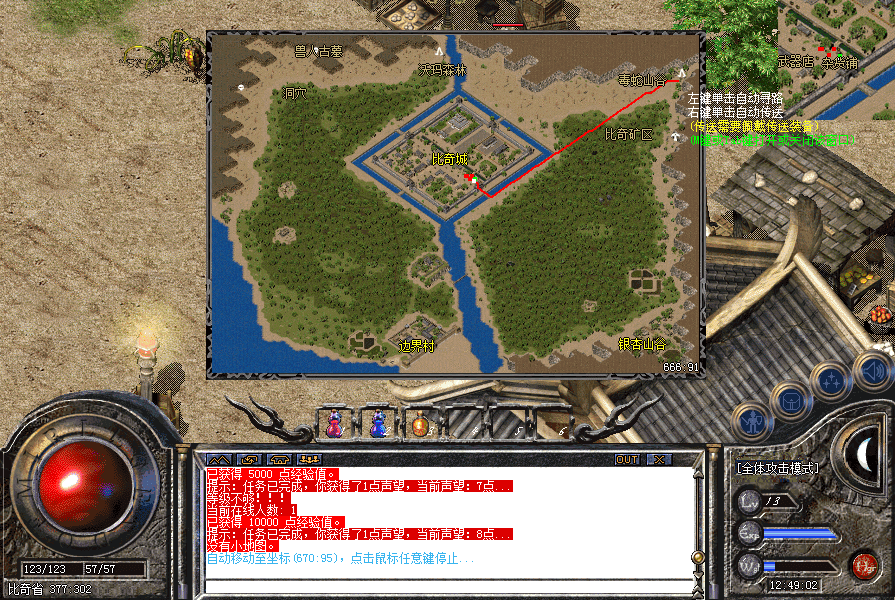 兽人古墓
沃玛森林
洞穴
毒蛇山谷
比奇矿区
比奇城
边界村
银杏山谷
666 91
武器店
杂货铺
左键单击自动寻路
右键单击自动传送
(传送需要佩戴传送装备)
5
6
OUT
已获得 5000 点经验值。
提示: 任务已完成，你获得了1点声望，当前声望: 7点...
等级不够!!!
当前在线人数: 1
已获得 10000 点经验值。
提示: 任务已完成，你获得了1点声望，当前声望: 8点...
没有小地图。
自动移动至坐标(670:95)，点击鼠标任意键停止...
[全体攻击模式]
Lv 13
Exp
Wt
Hgr
12:49:02
123/123
57/57
比奇省 377:302